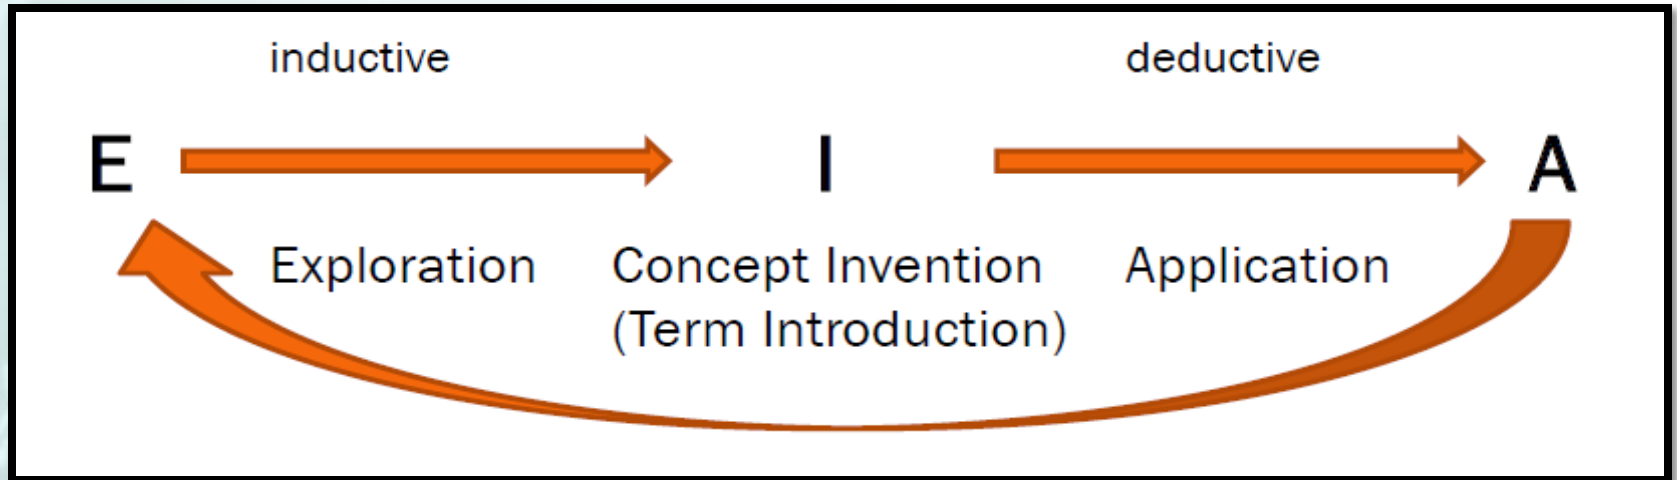 inductive deductive
E I A
Exploration Concept Invention Application
(Term Introduction)